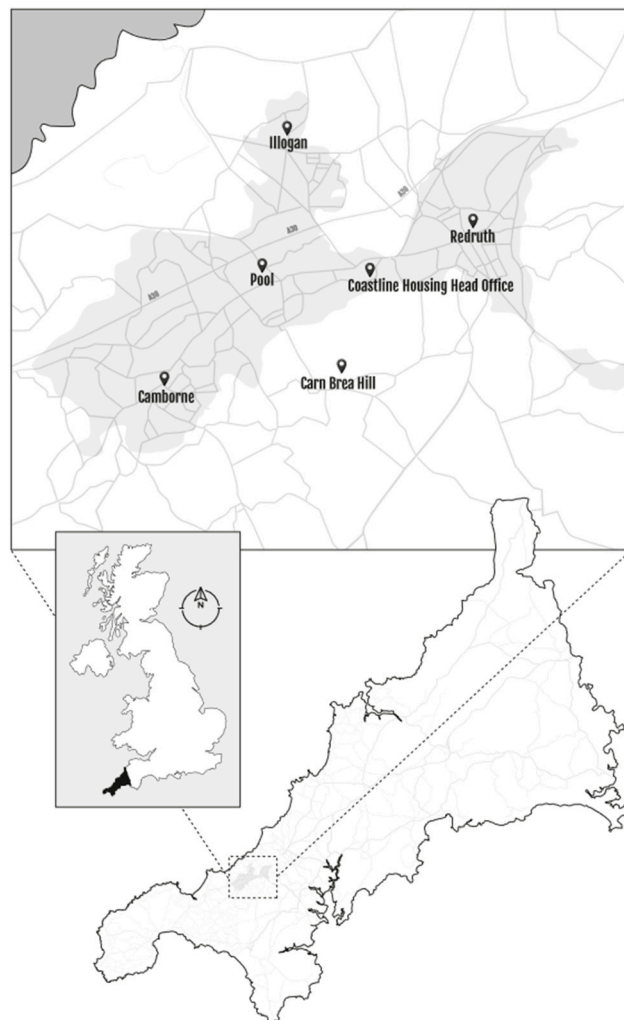 Illogan
A30
Redruth
A30
Pool
Coastline Housing Head Office
A30
Carn Brea Hill
Camborne
N